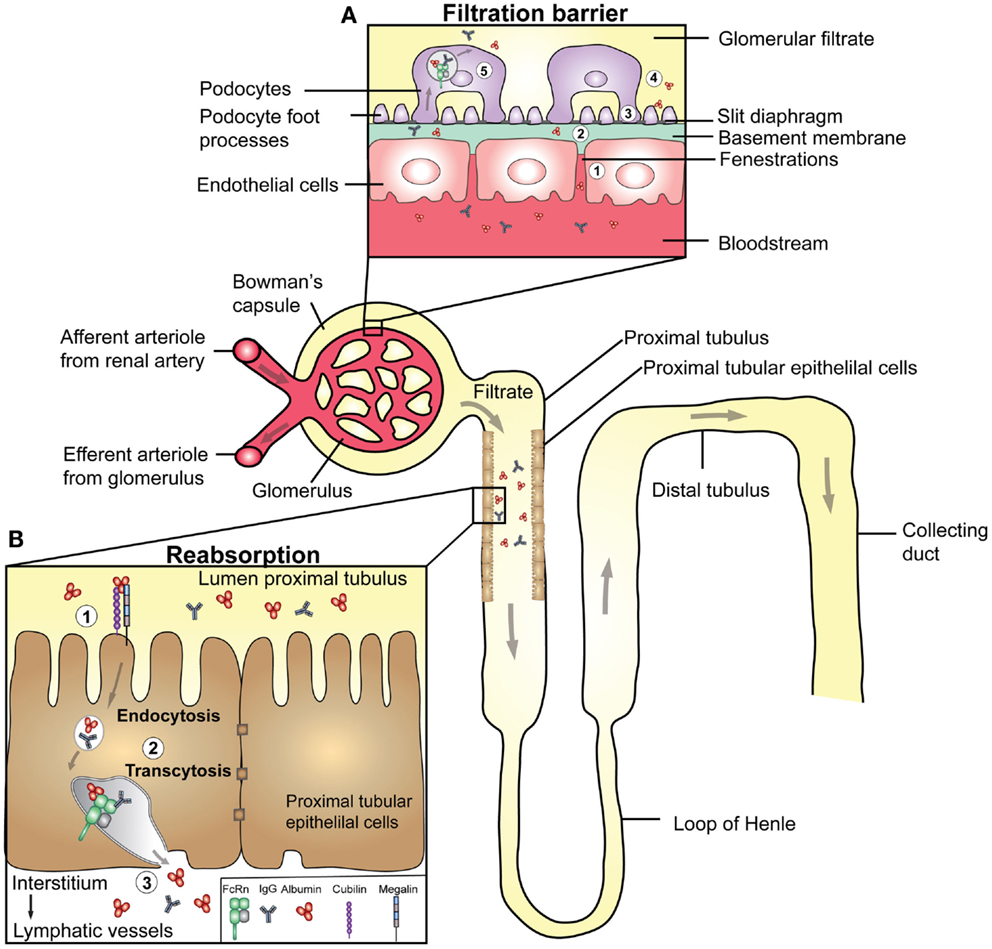 A
Filtration barrier
Glomerular filtrate
Podocytes
Podocyte foot
processes
Endothelial cells
5
4
3
2
1
Slit diaphragm
Basement membrane
Fenestrations
Bloodstream
Bowman's
capsule
Afferent arteriole
from renal artery
Efferent arteriole
from glomerulus
Glomerulus
Filtrate
Proximal tubulus
Proximal tubular epithelilal cells
Distal tubulus
Collecting
duct
Loop of Henle
B
Reabsorption
Lumen proximal tubulus
1
Endocytosis
2
Transcytosis
Proximal tubular
epithelilal cells
3
Interstitium
Lymphatic vessels
FcRn IgG Albumin Cubilin Megalin